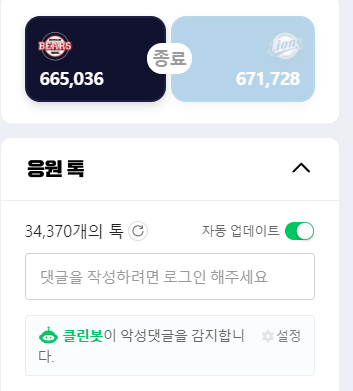 BEARS
Lions
종료
665,036
671,728
응원 톡
34,370개의 톡
자동 업데이트
댓글을 작성하려면 로그인 해주세요
클린봇이 악성댓글을 감지합니
다.
설정